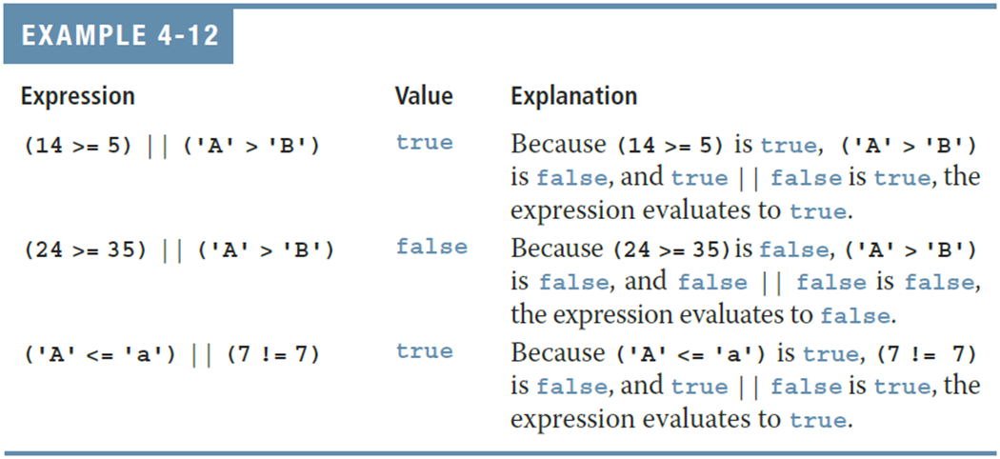 EXAMPLE 4-12
Expression Value Explanation
(14 >= 5) || ('A' > 'B') true Because (14 >= 5) is true, ('A' > 'B')
is false, and true || false is true, the
expression evaluates to true.
(24 >= 35) || ('A' > 'B') false Because (24 >= 35)is false, ('A' > 'B')
is false, and false || false is false,
the expression evaluates to false.
('A' <= 'a') || (7 != 7) true Because ('A' <= 'a') is true, (7 != 7)
is false, and true || false is true, the
expression evaluates to true.